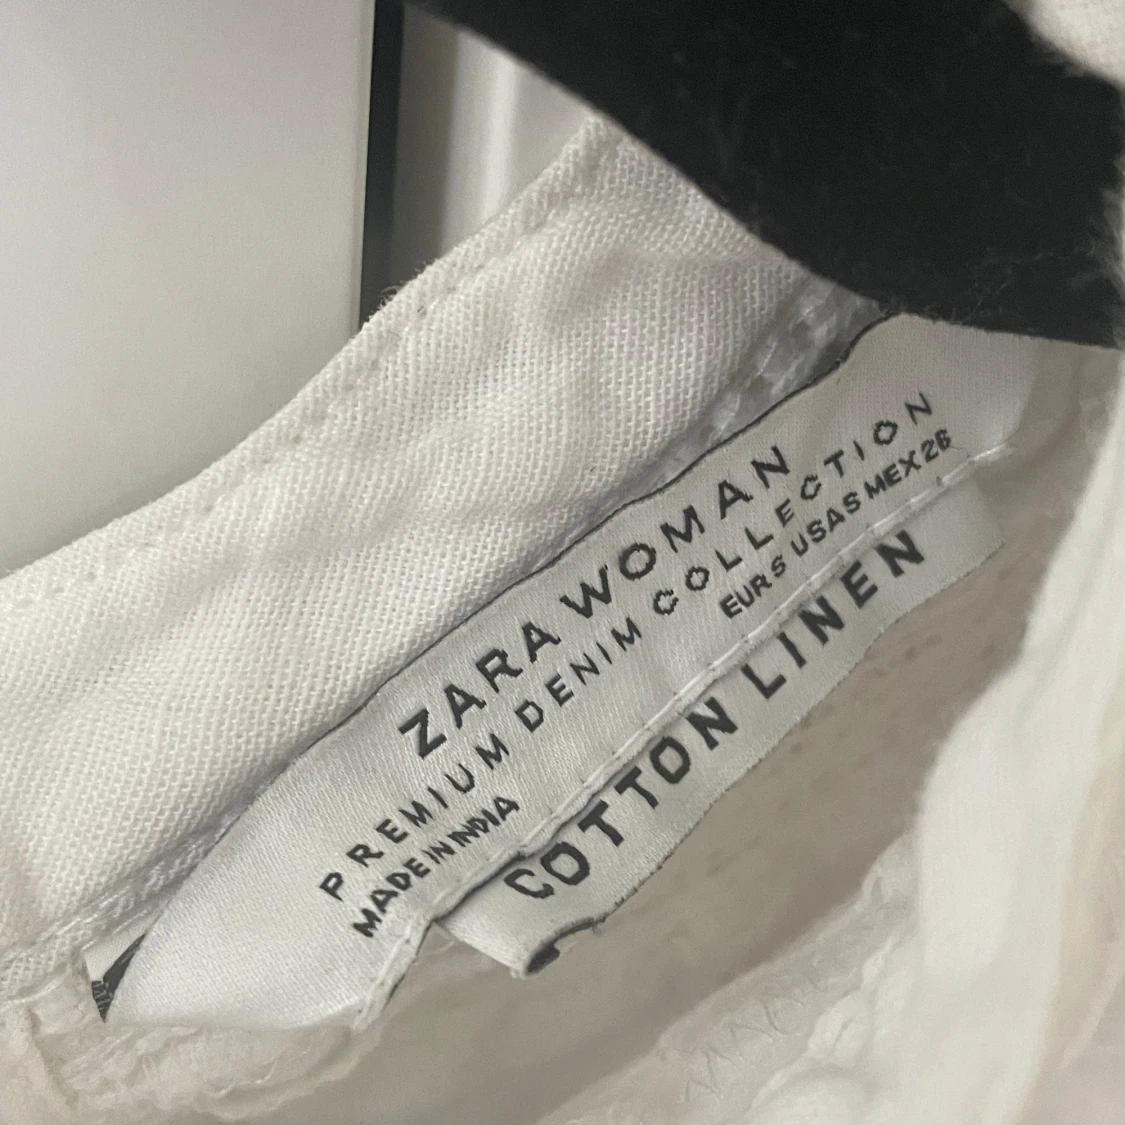 ZARA WOMAN
PREMIUM DENIM COLLECTION
MADE IN INDIA EUR S USA S MEX 26
COTTON LINEN